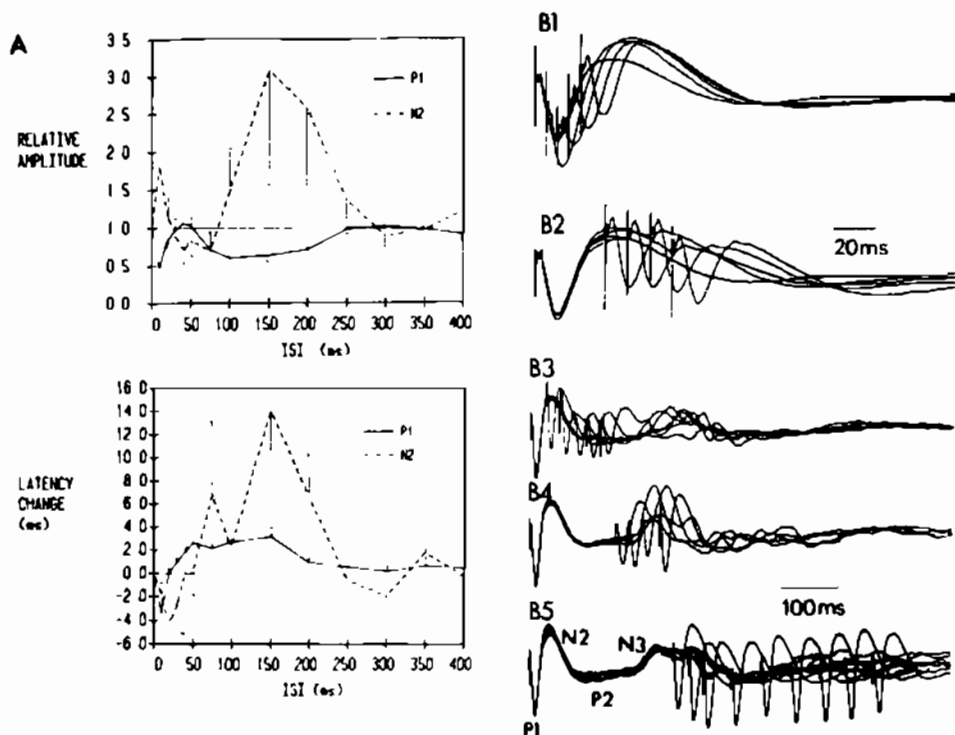 A
RELATIVE
AMPLITUDE
3 5
3 0
2 5
2 0
1 5
1 0
0 5
0 0
P1
N2
0 50 100 150 200 250 300 350 400
ISI (ms)
LATENCY
CHANGE
(ms)
16 0
14 0
12 0
10 0
8 0
6 0
4 0
2 0
0 0
-2 0
-4 0
-6 0
P1
N2
0 50 100 150 200 250 300 350 400
ISI (ms)
B1
B2
20ms
B3
B4
100ms
B5
N2
N3
P2
P1